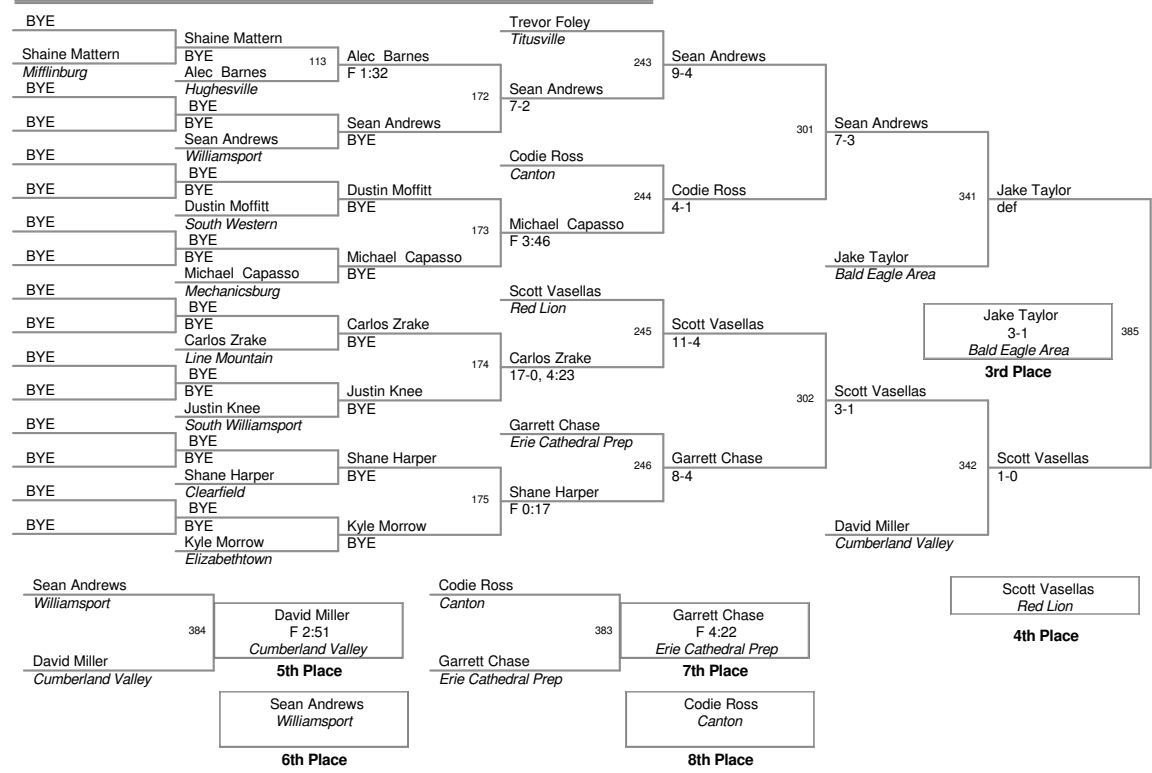 BYE
Shaine Mattern
Mifflinburg
BYE
BYE
BYE
BYE
BYE
BYE
BYE
BYE
BYE
BYE
BYE
BYE
BYE
BYE
Shaine Mattern
BYE
113
Alec Barnes
Hughesville
BYE
BYE
Sean Andrews
Williamsport
BYE
BYE
Dustin Moffitt
South Western
BYE
BYE
Michael Capasso
Mechanicsburg
BYE
BYE
Carlos Zrake
Line Mountain
BYE
BYE
Justin Knee
South Williamsport
BYE
BYE
Shane Harper
Clearfield
BYE
BYE
Kyle Morrow
Elizabethtown
Alec Barnes
F 1:32
172
Sean Andrews
BYE
Dustin Moffitt
BYE
173
Michael Capasso
BYE
Carlos Zrake
BYE
174
Justin Knee
BYE
Shane Harper
BYE
175
Kyle Morrow
BYE
Trevor Foley
Titusville
243
Sean Andrews
7-2
Codie Ross
Canton
244
Michael Capasso
F 3:46
Scott Vasellas
Red Lion
245
Carlos Zrake
17-0, 4:23
Garrett Chase
Erie Cathedral Prep
246
Shane Harper
F 0:17
Sean Andrews
9-4
301
Codie Ross
4-1
Scott Vasellas
11-4
302
Garrett Chase
8-4
Sean Andrews
7-3
341
Jake Taylor
Bald Eagle Area
Scott Vasellas
3-1
342
David Miller
Cumberland Valley
Jake Taylor
def
Jake Taylor
3-1
Bald Eagle Area
385
3rd Place
Scott Vasellas
1-0
Scott Vasellas
Red Lion
4th Place
Sean Andrews
Williamsport
384
David Miller
Cumberland Valley
David Miller
F 2:51
Cumberland Valley
5th Place
Sean Andrews
Williamsport
6th Place
Codie Ross
Canton
383
Garrett Chase
Erie Cathedral Prep
Garrett Chase
F 4:22
Erie Cathedral Prep
7th Place
Codie Ross
Canton
8th Place